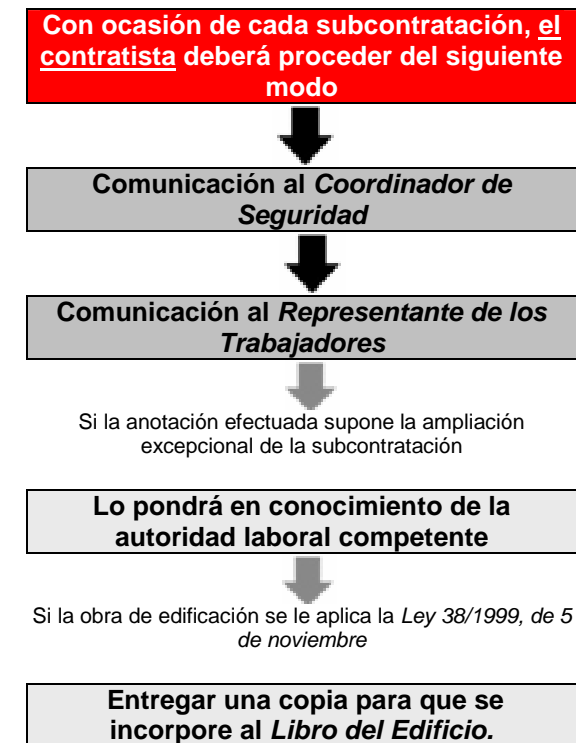 Con ocasión de cada subcontratación, el
contratista deberá proceder del siguiente
modo
Comunicación al Coordinador de
Seguridad
Comunicación al Representante de los
Trabajadores
Si la anotación efectuada supone la ampliación
excepcional de la subcontratación
Lo pondrá en conocimiento de la
autoridad laboral competente
Si la obra de edificación se le aplica la Ley 38/1999, de 5
de noviembre
Entregar una copia para que se
incorpore al Libro del Edificio.